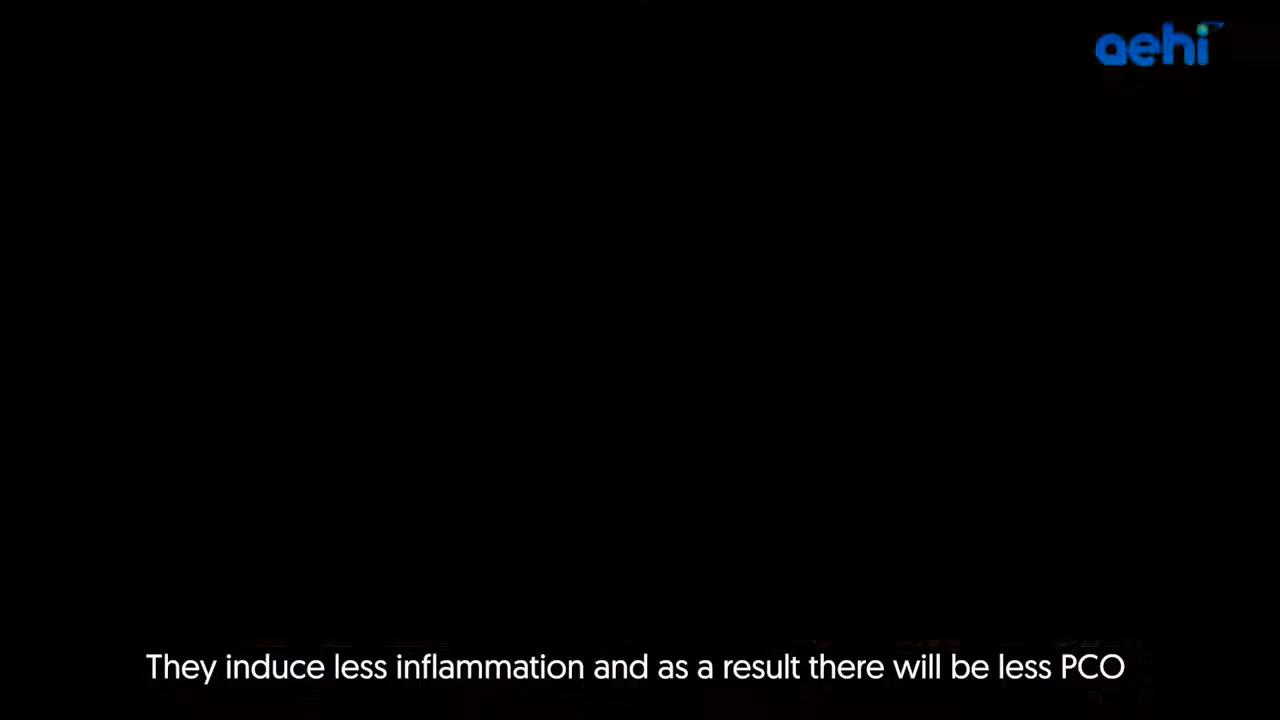 aehi
They induce less inflammation and as a result there will be less PCO